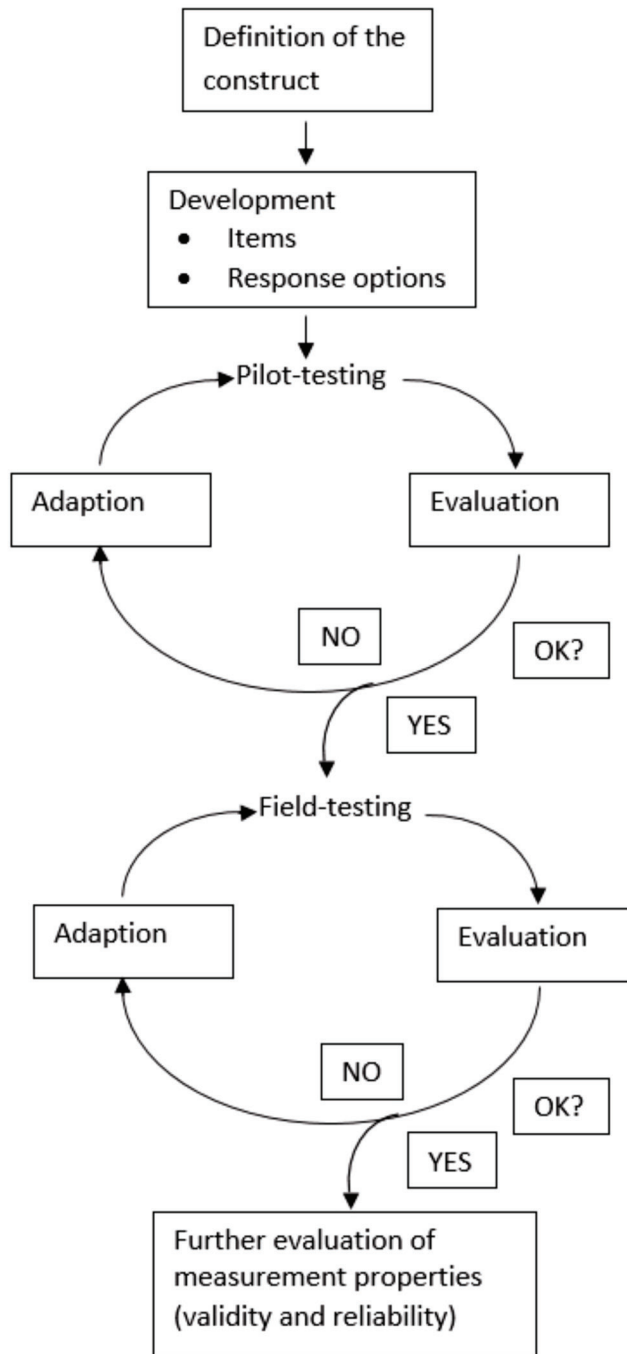 Definition of the
construct
Development
• Items
• Response options
Pilot-testing
Adaption
Evaluation
NO
OK?
YES
Field-testing
Adaption
Evaluation
NO
OK?
YES
Further evaluation of
measurement properties
(validity and reliability)